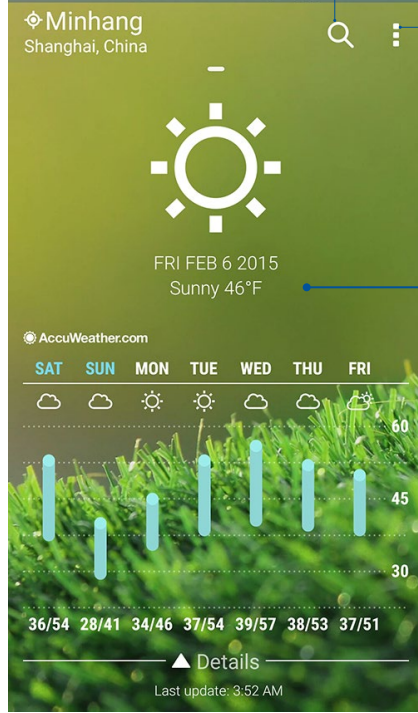 Minhang
Shanghai, China
FRI FEB 6 2015
Sunny 46°F
AccuWeather.com
SAT SUN MON TUE WED THU FRI
60
45
30
36/54 28/41 34/46 37/54 39/57 38/53 37/51
Details
Last update: 3:52 AM